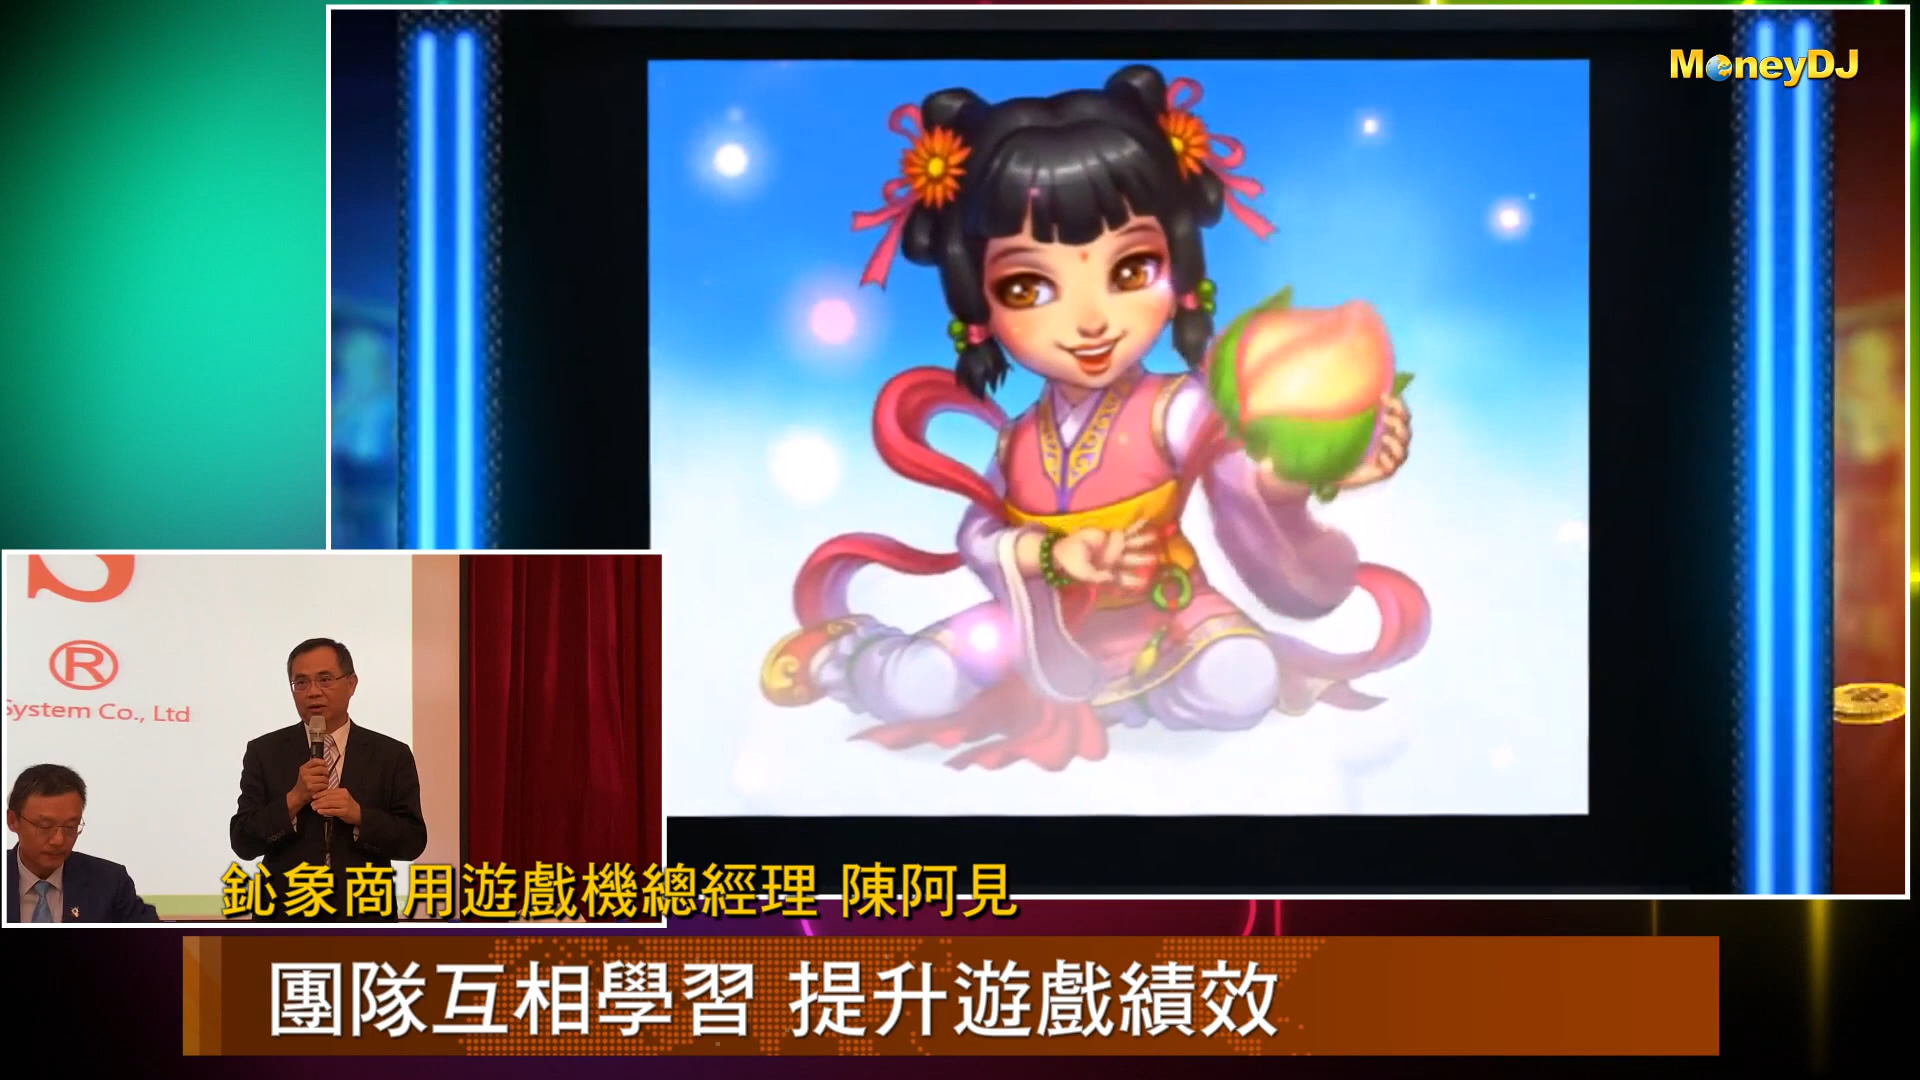 MoneyDJ
S
®
System Co., Ltd
鈊象商用遊戲機總經理 陳阿見
團隊互相學習 提升遊戲績效